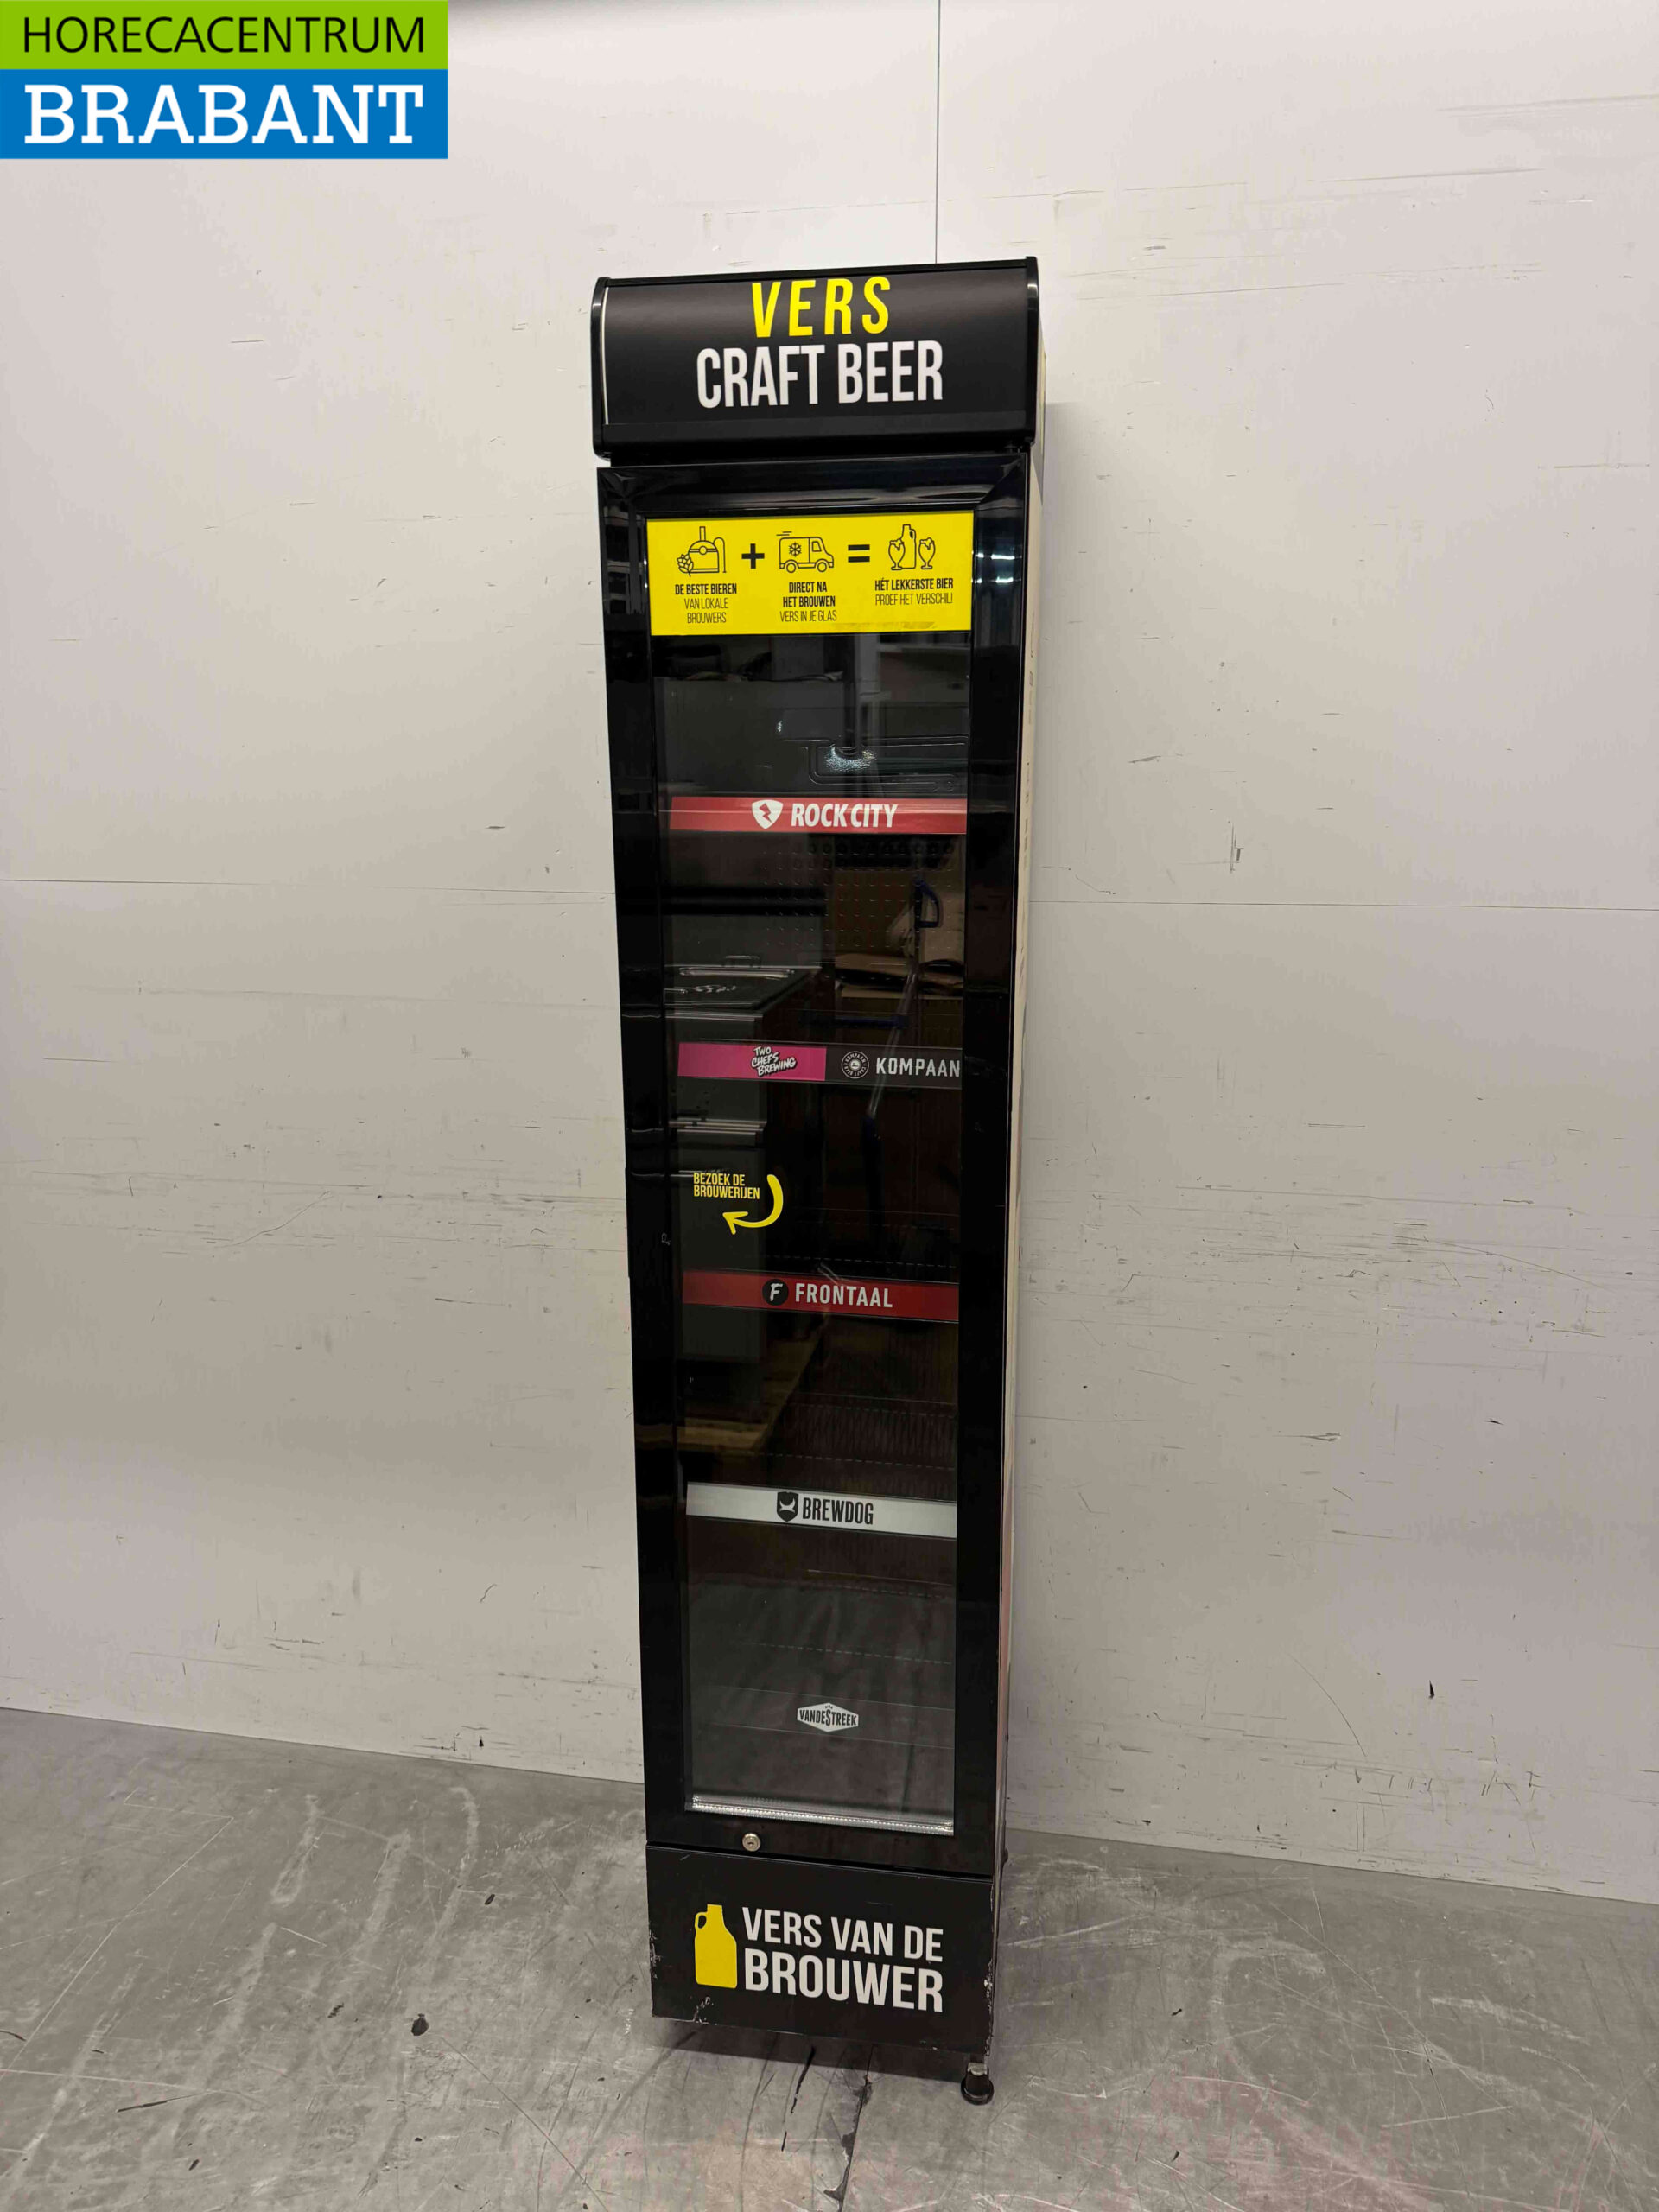 HORECACENTRUM
BRABANT
VERS
CRAFT BEER
+ =
DE BESTE BIEREN
VAN LOKALE
BROUWERS
DIRECT NA
HET BROUWEN
VERS IN JE GLAS
HÉT LEKKERSTE BIER
PROEF HET VERSCHIL!
ROCK CITY
TWO
CHEFS
BREWING
KOMPAAN
BEZOEK DE
BROUWERIJEN
F FRONTAAL
BREWDOG
VANDESTREEK
VERS VAN DE
BROUWER